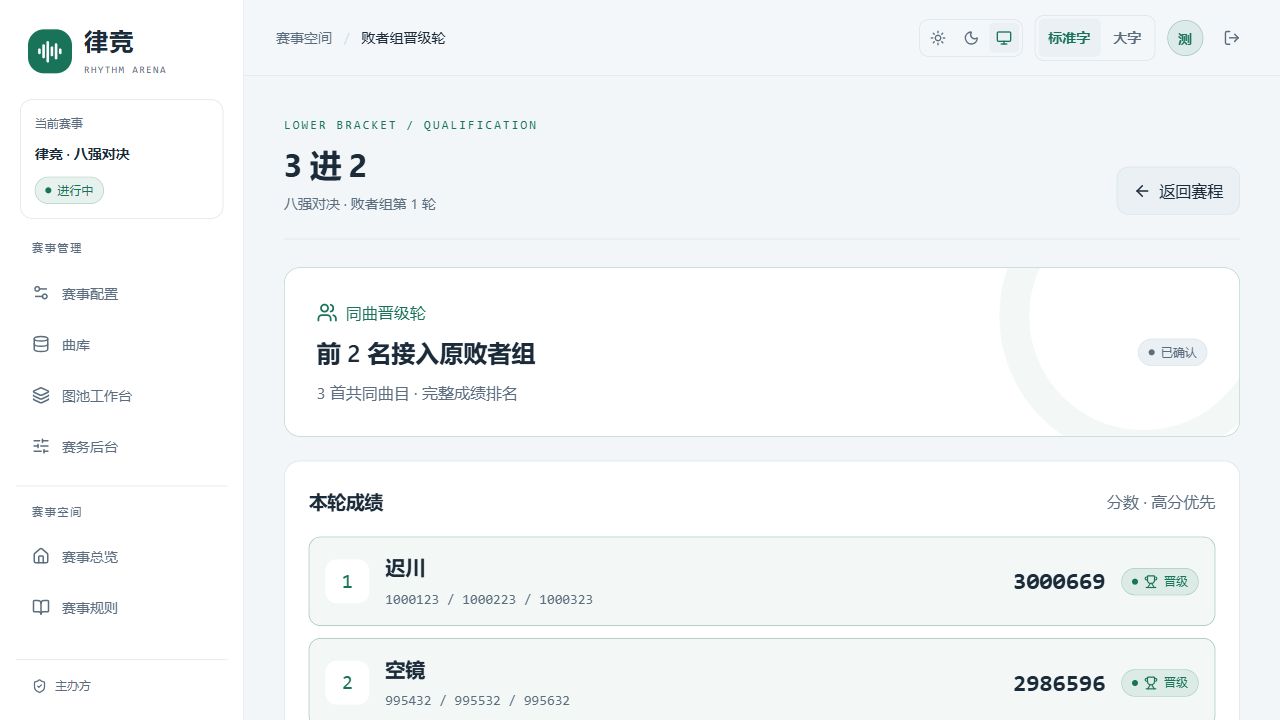 律竞
RHYTHM ARENA
当前赛事
律竞 · 八强对决
进行中
赛事管理
赛事配置
曲库
图池工作台
赛务后台
赛事空间
赛事总览
赛事规则
主办方
赛事空间 / 败者组晋级轮
标准字 大字 测
LOWER BRACKET / QUALIFICATION
3 进 2
八强对决 · 败者组第 1 轮
返回赛程
同曲晋级轮
前 2 名接入原败者组
3 首共同曲目 · 完整成绩排名
已确认
本轮成绩
分数 · 高分优先
1
迟川
1000123 / 1000223 / 1000323
3000669
晋级
2
空镜
995432 / 995532 / 995632
2986596
晋级